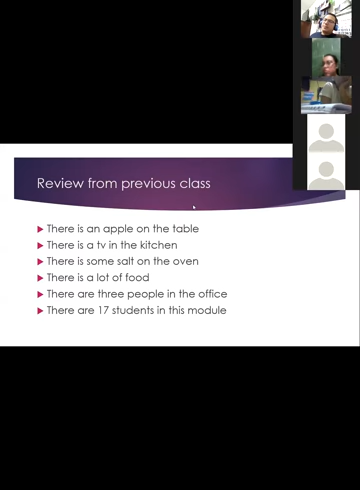 Review from previous class
There is an apple on the table
There is a tv in the kitchen
There is some salt on the oven
There is a lot of food
There are three people in the office
There are 17 students in this module